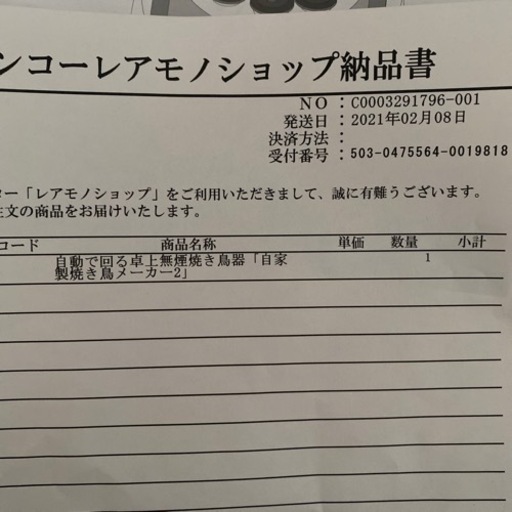 ンコーレアモノショップ納品書
NO：C0003291796-001
発送日：2021年02月08日
決済方法：
受付番号：503-0475564-0019818
ター「レアモノショップ」をご利用いただきまして、誠に有難うございます。
注文の商品をお届けいたします。
コード 商品名称 単価 数量 小計
自動で回る卓上無煙焼き鳥器「自家 1
製焼き鳥メーカー2」